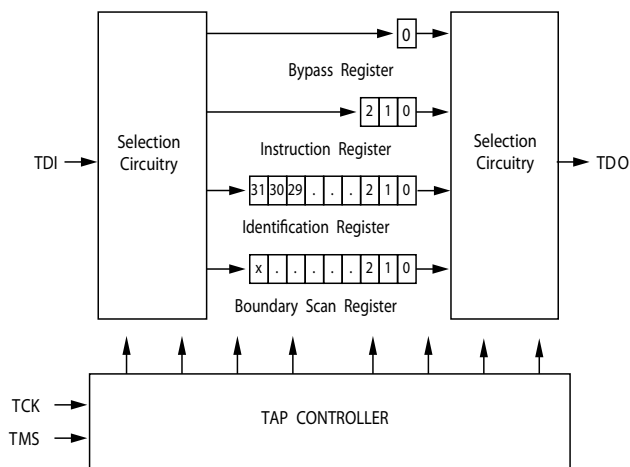 0
Bypass Register
2 1 0
Selection
Circuitry
Selection
Circuitry
TDI
TDO
Instruction Register
31 30 29 . . . 2 1 0
Identification Register
x . . . . . 2 1 0
Boundary Scan Register
TCK
TMS
TAP CONTROLLER